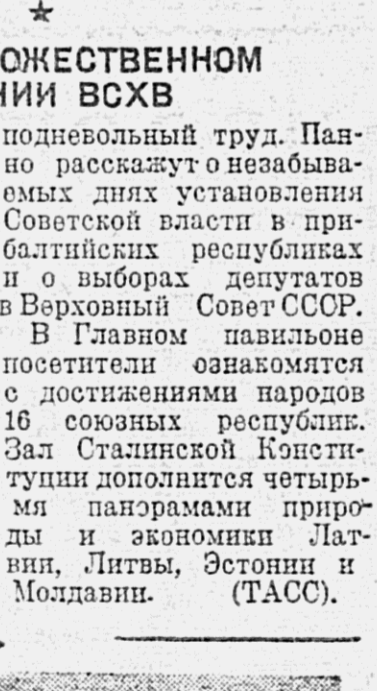 ОЖЕСТВЕННОМ
НИИ ВСХВ
подневольный труд. Пан-
но расскажут о незабыва-
емых днях установления
Советской власти в при-
балтийских республиках
и о выборах депутатов
в Верховный Совет СССР.
В Главном павильоне
посетители ознакомятся
с достижениями народов
16 союзных республик.
Зал Сталинской Консти-
туции дополнится четырь-
мя панорамами приро-
ды и экономики Лат-
вии, Литвы, Эстонии и
Молдавии. (ТАСС).